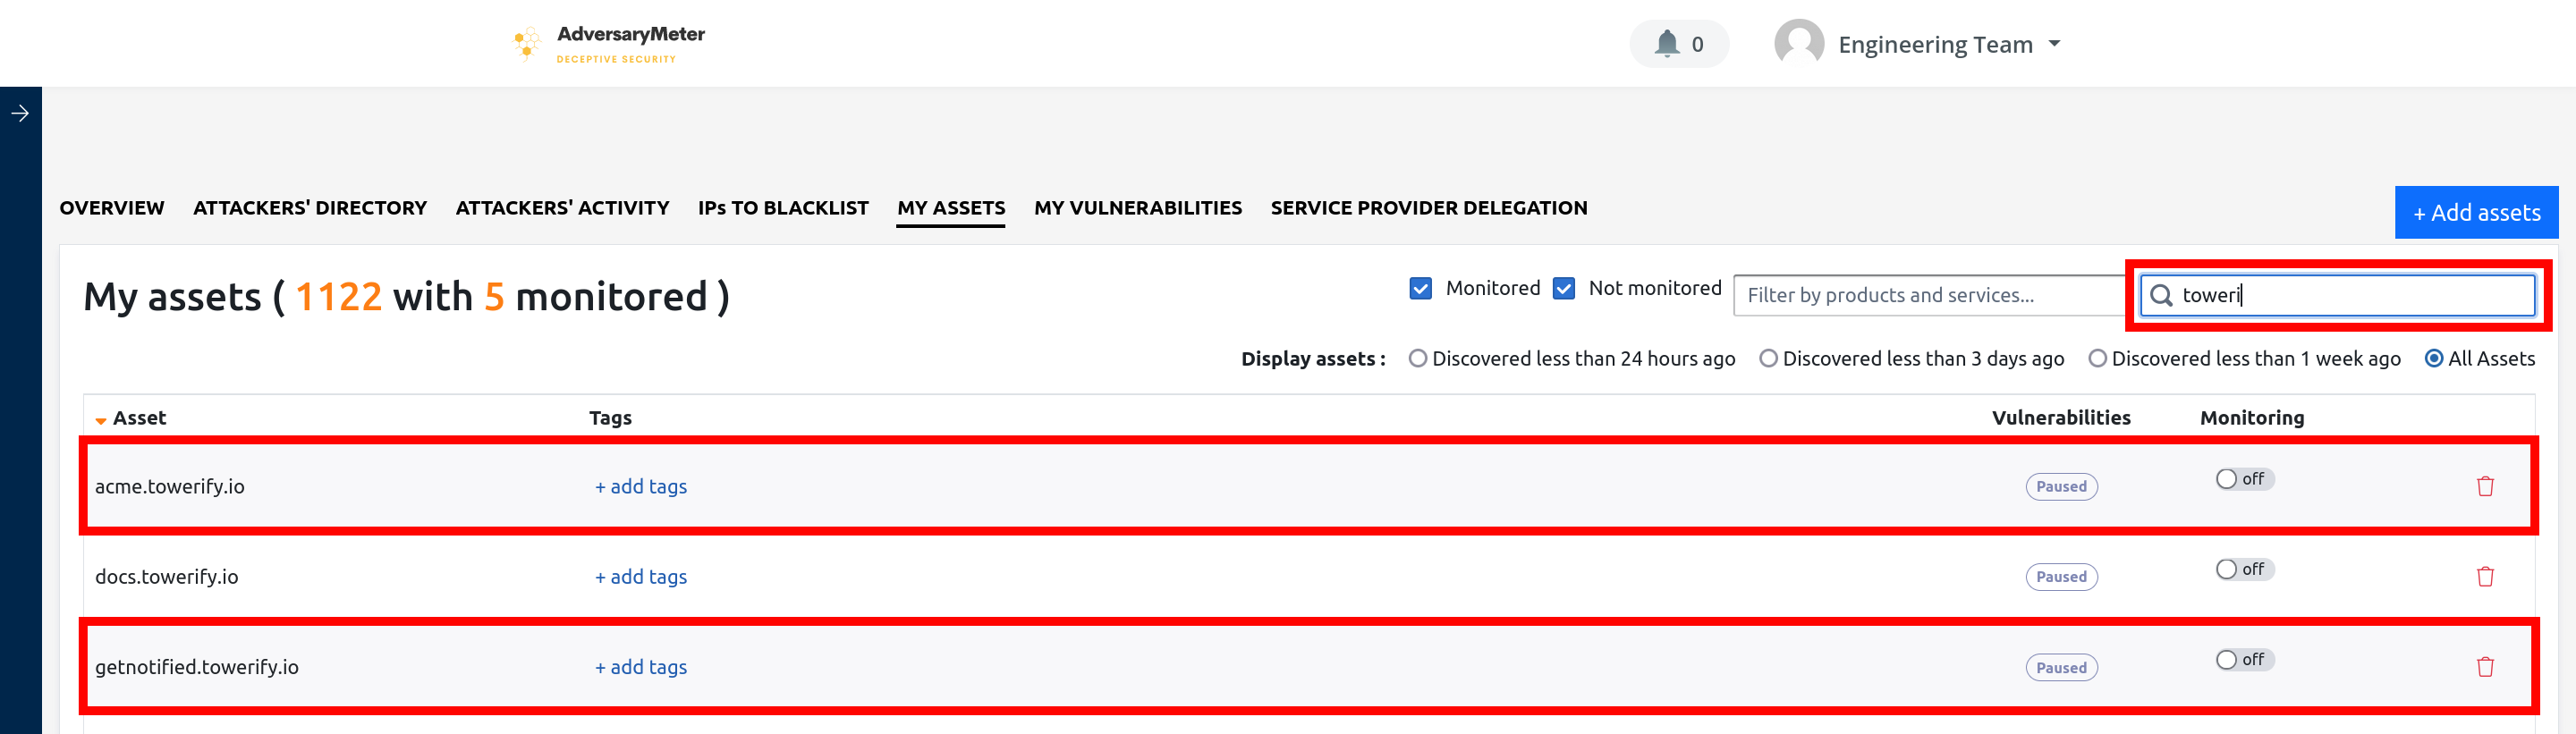 AdversaryMeter
DECEPTIVE SECURITY
0
Engineering Team
OVERVIEW ATTACKERS' DIRECTORY ATTACKERS' ACTIVITY IPs TO BLACKLIST MY ASSETS MY VULNERABILITIES SERVICE PROVIDER DELEGATION
+ Add assets
My assets ( 1122 with 5 monitored )
Monitored Not monitored Filter by products and services... toweri
Display assets : Discovered less than 24 hours ago Discovered less than 3 days ago Discovered less than 1 week ago All Assets
Asset Tags Vulnerabilities Monitoring
acme.towerify.io + add tags Paused off
docs.towerify.io + add tags Paused off
getnotified.towerify.io + add tags Paused off